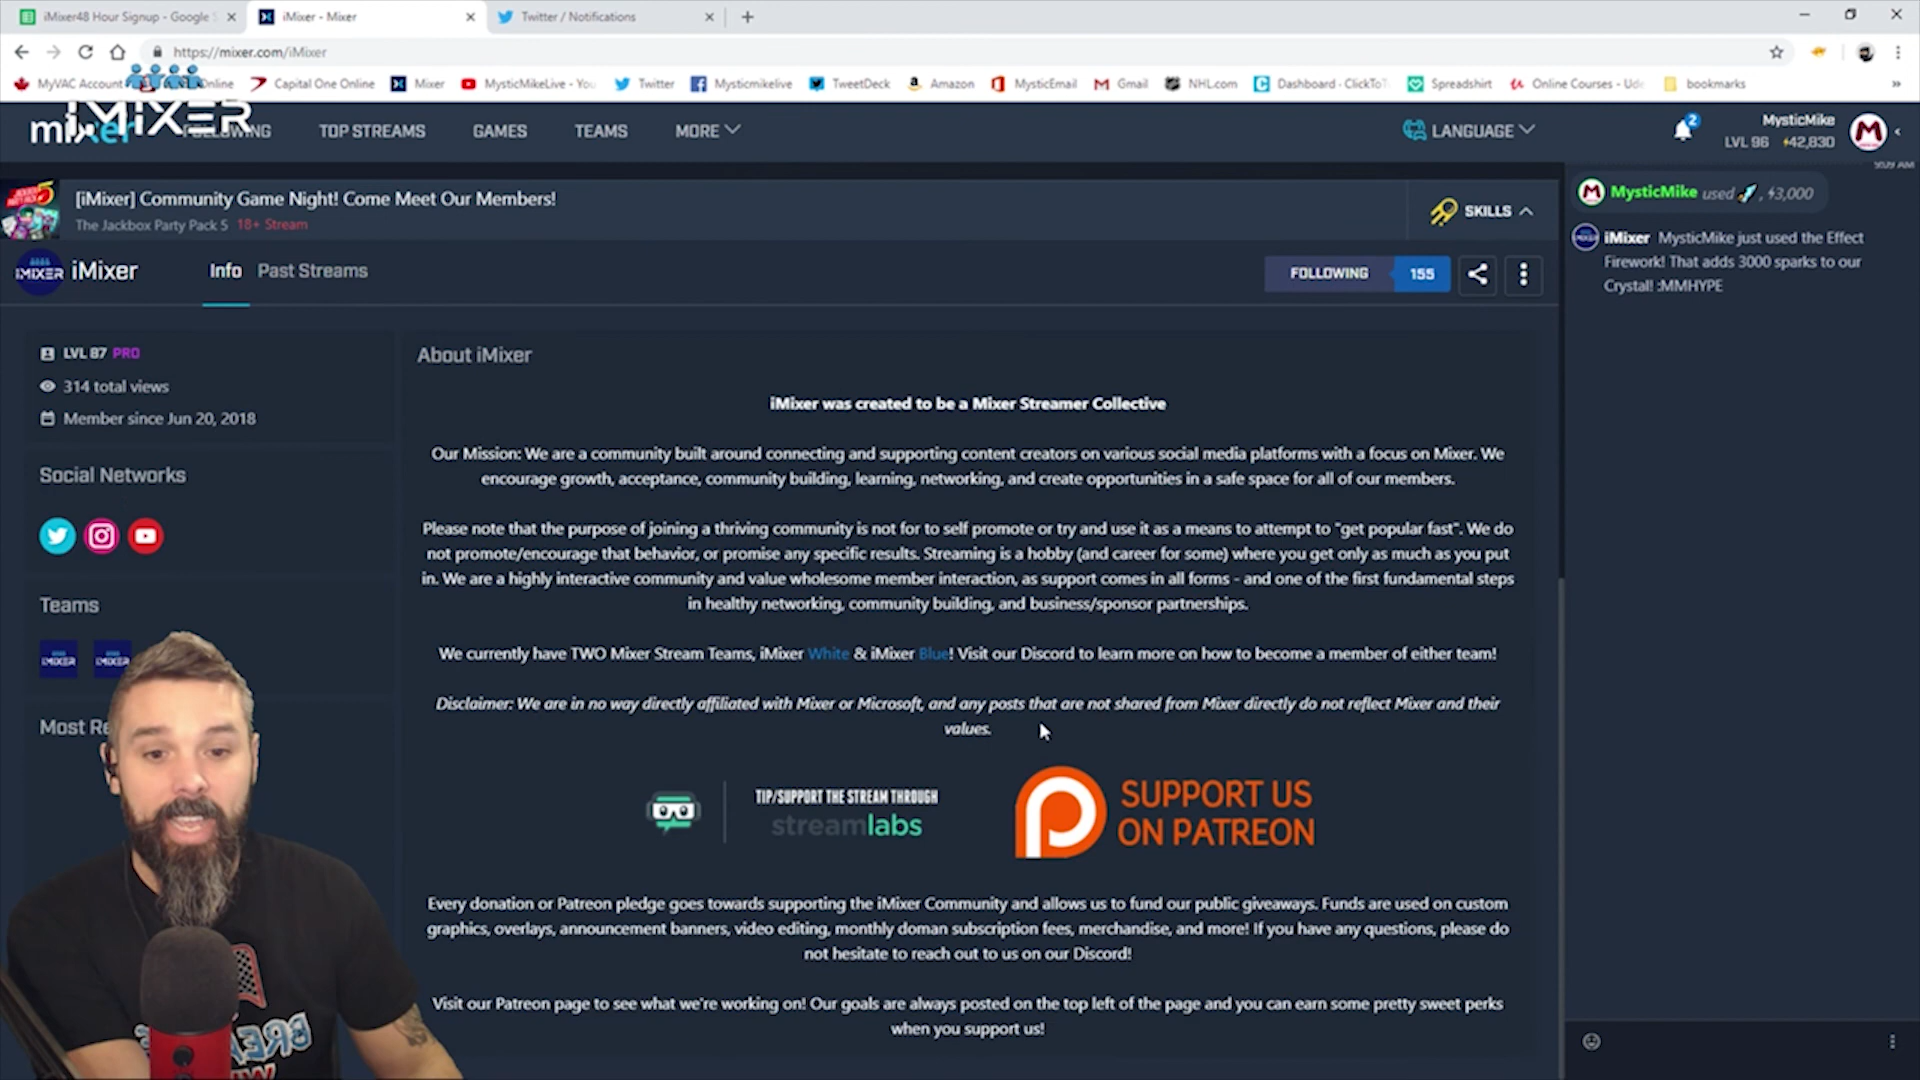 iMixer48 Hour Signup - Google S
iMixer - Mixer
Twitter / Notifications
https://mixer.com/iMixer
MyVAC Account
Online
Capital One Online
Mixer
MysticMikeLive - You
Twitter
Mysticmikelive
TweetDeck
Amazon
MysticEmail
Gmail
NHL.com
Dashboard - ClickToT
Spreadshirt
Online Courses - Ude
bookmarks
iMIXER
mixer
FOLLOWING
TOP STREAMS
GAMES
TEAMS
MORE
LANGUAGE
2
MysticMike
LVL 96 42,830
9:09 AM
[iMixer] Community Game Night! Come Meet Our Members!
The Jackbox Party Pack 5 18+ Stream
SKILLS
MysticMike used , 3,000
iMixer MysticMike just used the Effect
Firework! That adds 3000 sparks to our
Crystal! :MMHYPE
iMIXER
iMixer
Info
Past Streams
FOLLOWING
155
LVL 87 PRO
314 total views
Member since Jun 20, 2018
Social Networks
Teams
iMIXER
iMIXER
Most Re
About iMixer
iMixer was created to be a Mixer Streamer Collective
Our Mission: We are a community built around connecting and supporting content creators on various social media platforms with a focus on Mixer. We
encourage growth, acceptance, community building, learning, networking, and create opportunities in a safe space for all of our members.
Please note that the purpose of joining a thriving community is not for to self promote or try and use it as a means to attempt to "get popular fast". We do
not promote/encourage that behavior, or promise any specific results. Streaming is a hobby (and career for some) where you get only as much as you put
in. We are a highly interactive community and value wholesome member interaction, as support comes in all forms - and one of the first fundamental steps
in healthy networking, community building, and business/sponsor partnerships.
We currently have TWO Mixer Stream Teams, iMixer White & iMixer Blue! Visit our Discord to learn more on how to become a member of either team!
Disclaimer: We are in no way directly affiliated with Mixer or Microsoft, and any posts that are not shared from Mixer directly do not reflect Mixer and their
values.
TIP/SUPPORT THE STREAM THROUGH
streamlabs
SUPPORT US
ON PATREON
Every donation or Patreon pledge goes towards supporting the iMixer Community and allows us to fund our public giveaways. Funds are used on custom
graphics, overlays, announcement banners, video editing, monthly doman subscription fees, merchandise, and more! If you have any questions, please do
not hesitate to reach out to us on our Discord!
Visit our Patreon page to see what we're working on! Our goals are always posted on the top left of the page and you can earn some pretty sweet perks
when you support us!